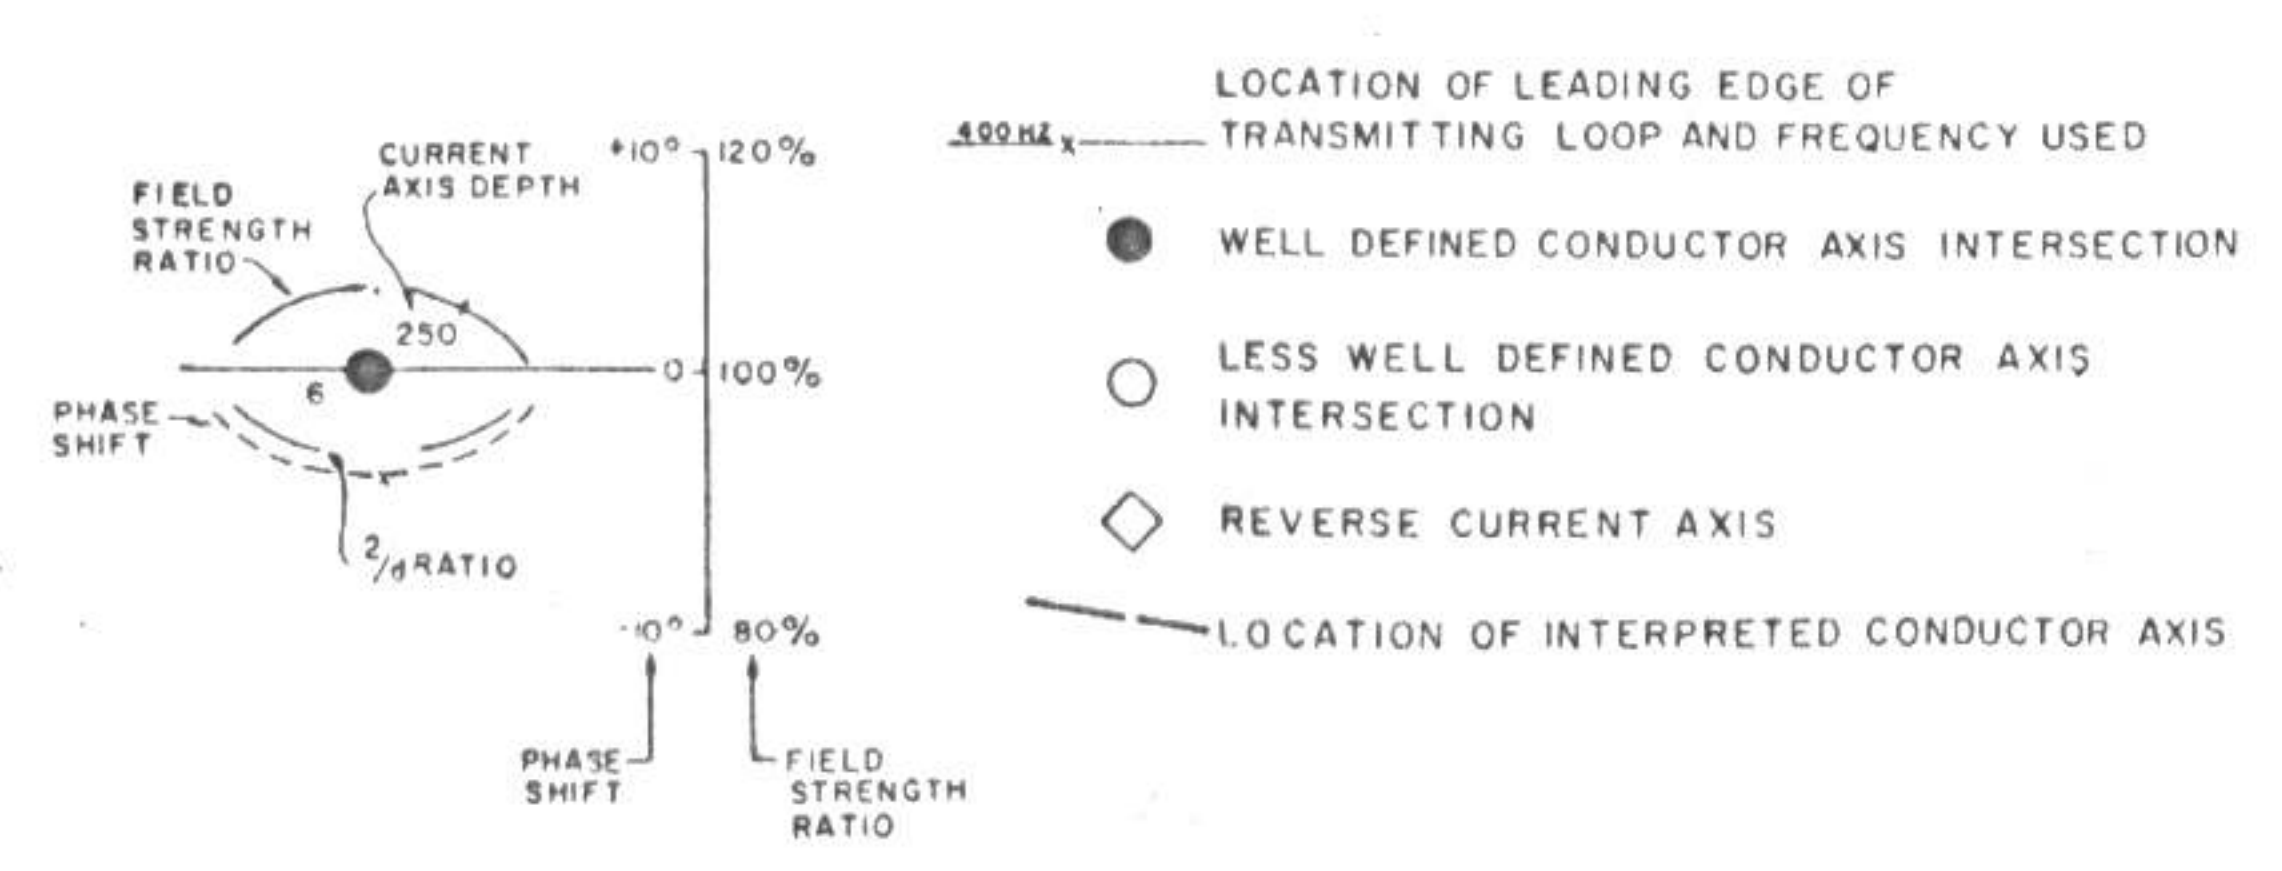 LOCATION OF LEADING EDGE OF
400 HZ x TRANSMITTING LOOP AND FREQUENCY USED
CURRENT
AXIS DEPTH
+10° 120%
FIELD
STRENGTH
RATIO
250
0 100%
6
PHASE
SHIFT
2/d RATIO
-10° 80%
PHASE
SHIFT
FIELD
STRENGTH
RATIO
WELL DEFINED CONDUCTOR AXIS INTERSECTION
LESS WELL DEFINED CONDUCTOR AXIS
INTERSECTION
REVERSE CURRENT AXIS
LOCATION OF INTERPRETED CONDUCTOR AXIS